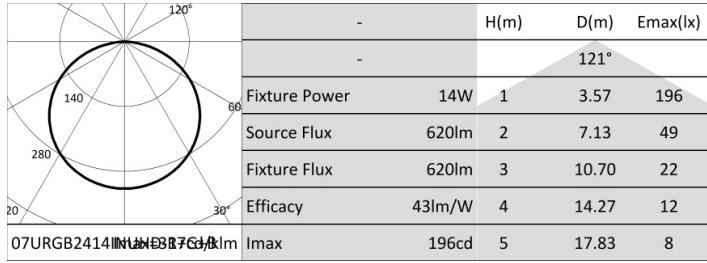 120°
140
60
280
20
30°
07URGB2414
klm
- H(m) D(m) Emax(lx)
- 121°
Fixture Power 14W 1 3.57 196
Source Flux 620lm 2 7.13 49
Fixture Flux 620lm 3 10.70 22
Efficacy 43lm/W 4 14.27 12
Imax 196cd 5 17.83 8